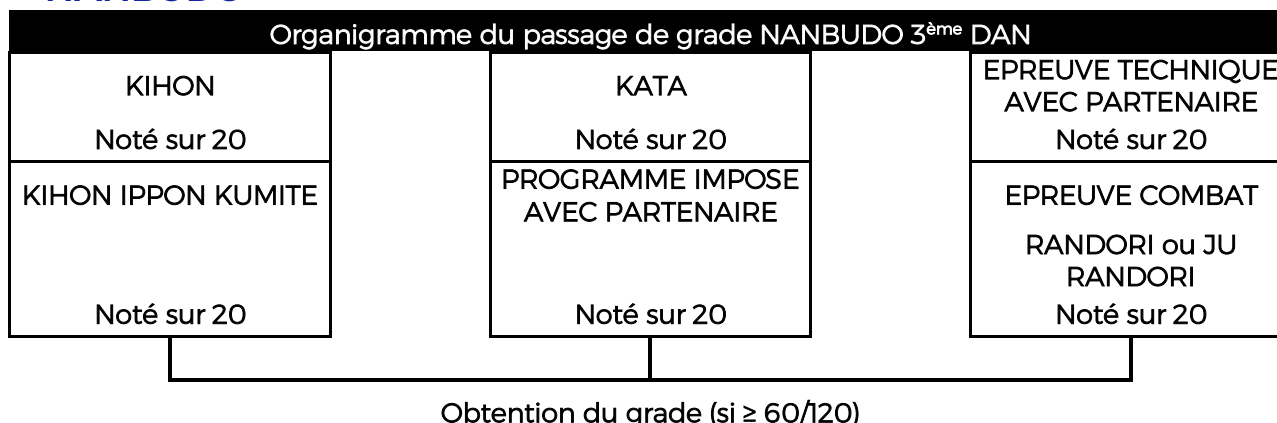 Organigramme du passage de grade NANBUDO 3ème DAN
KIHON
Noté sur 20
KATA
Noté sur 20
EPREUVE TECHNIQUE
AVEC PARTENAIRE
Noté sur 20
KIHON IPPON KUMITE
Noté sur 20
PROGRAMME IMPOSE
AVEC PARTENAIRE
Noté sur 20
EPREUVE COMBAT
RANDORI ou JU
RANDORI
Noté sur 20
Obtention du grade (si ≥ 60/120)